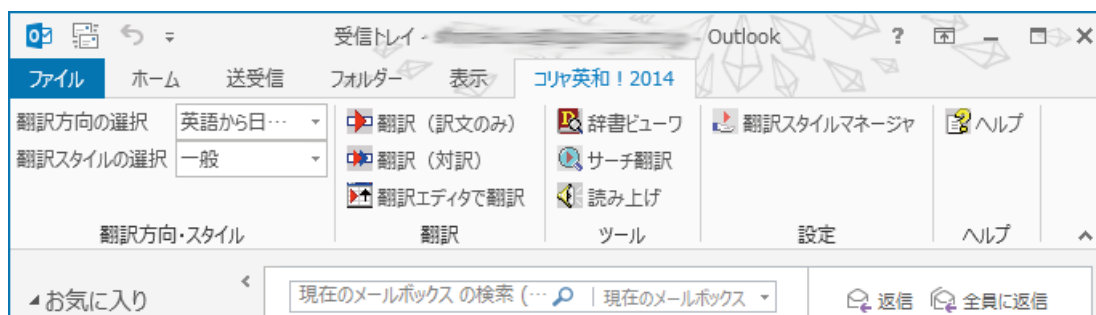 受信トレイ - - Outlook
ファイル ホーム 送受信 フォルダー 表示 コリャ英和！2014
翻訳方向の選択 英語から日… 翻訳（訳文のみ） 辞書ビューワ 翻訳スタイルマネージャ ヘルプ
翻訳スタイルの選択 一般 翻訳（対訳） サーチ翻訳
翻訳エディタで翻訳 読み上げ
翻訳方向・スタイル 翻訳 ツール 設定 ヘルプ
お気に入り 現在のメールボックス の検索 (… 現在のメールボックス 返信 全員に返信